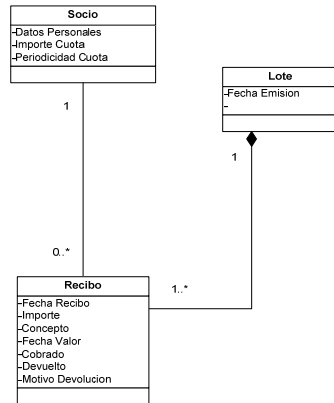 Socio
-Datos Personales
-Importe Cuota
-Periodicidad Cuota
1
Lote
-Fecha Emision
-
1
0..*
1..*
Recibo
-Fecha Recibo
-Importe
-Concepto
-Fecha Valor
-Cobrado
-Devuelto
-Motivo Devolucion